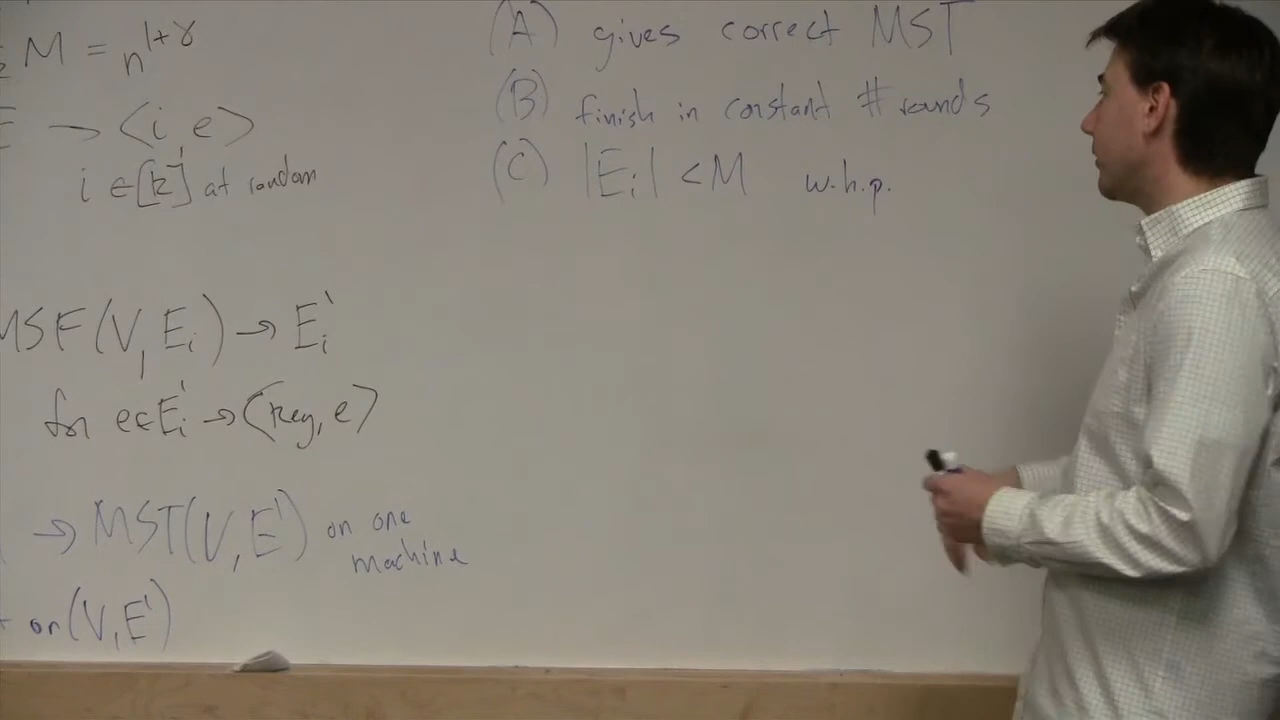 M = n^{1+γ}
→ <i, e>
i ∈ [k] at random
MSF(V, E_i) → E_i'
for e ∈ E_i' → <key, e>
→ MST(V, E') on one machine
on (V, E')
(A) gives correct MST
(B) finish in constant # rounds
(C) |E_i| < M w.h.p.